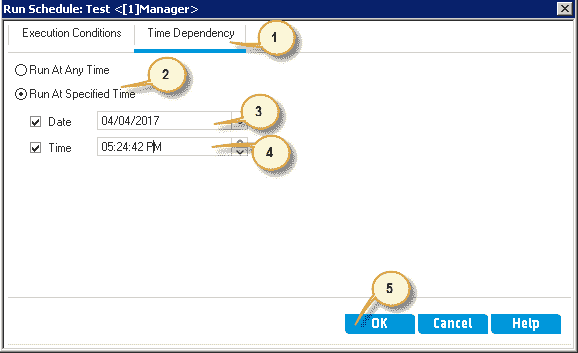 Run Schedule: Test <[1]Manager>
Execution Conditions Time Dependency
1
Run At Any Time
2
Run At Specified Time
3
Date 04/04/2017
Time 05:24:42 PM
4
5
OK Cancel Help